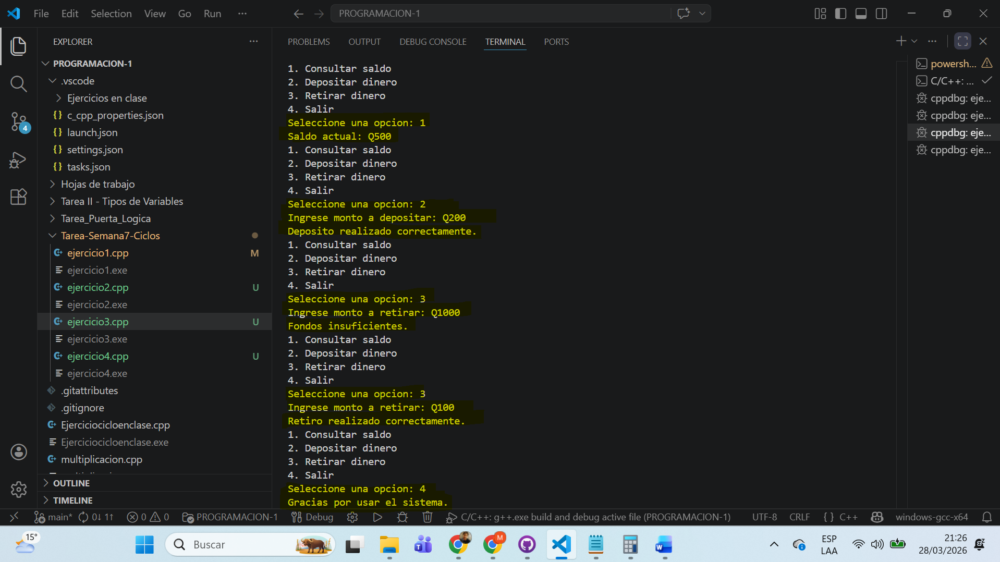 File Edit Selection View Go Run ···
PROGRAMACION-1
EXPLORER
PROGRAMACION-1
.vscode
Ejercicios en clase
{} c_cpp_properties.json
{} launch.json
{} settings.json
{} tasks.json
Hojas de trabajo
Tarea II - Tipos de Variables
Tarea_Puerta_Logica
Tarea-Semana7-Ciclos
ejercicio1.cpp M
ejercicio1.exe
ejercicio2.cpp U
ejercicio2.exe
ejercicio3.cpp U
ejercicio3.exe
ejercicio4.cpp U
ejercicio4.exe
.gitattributes
.gitignore
Ejerciciocicloenclase.cpp
Ejerciciocicloenclase.exe
multiplicacion.cpp
OUTLINE
TIMELINE
4
PROBLEMS OUTPUT DEBUG CONSOLE TERMINAL PORTS
1. Consultar saldo
2. Depositar dinero
3. Retirar dinero
4. Salir
Seleccione una opcion: 1
Saldo actual: Q500
1. Consultar saldo
2. Depositar dinero
3. Retirar dinero
4. Salir
Seleccione una opcion: 2
Ingrese monto a depositar: Q200
Deposito realizado correctamente.
1. Consultar saldo
2. Depositar dinero
3. Retirar dinero
4. Salir
Seleccione una opcion: 3
Ingrese monto a retirar: Q1000
Fondos insuficientes.
1. Consultar saldo
2. Depositar dinero
3. Retirar dinero
4. Salir
Seleccione una opcion: 3
Ingrese monto a retirar: Q100
Retiro realizado correctamente.
1. Consultar saldo
2. Depositar dinero
3. Retirar dinero
4. Salir
Seleccione una opcion: 4
Gracias por usar el sistema.
powersh...
C/C++: ...
cppdbg: eje...
cppdbg: eje...
cppdbg: eje...
cppdbg: eje...
main* 0↓ 1↑ 0 0 PROGRAMACION-1 Debug C/C++: g++.exe build and debug active file (PROGRAMACION-1) UTF-8 CRLF {} C++ windows-gcc-x64
15°
Buscar
M
T
W
ESP
LAA
21:26
28/03/2026